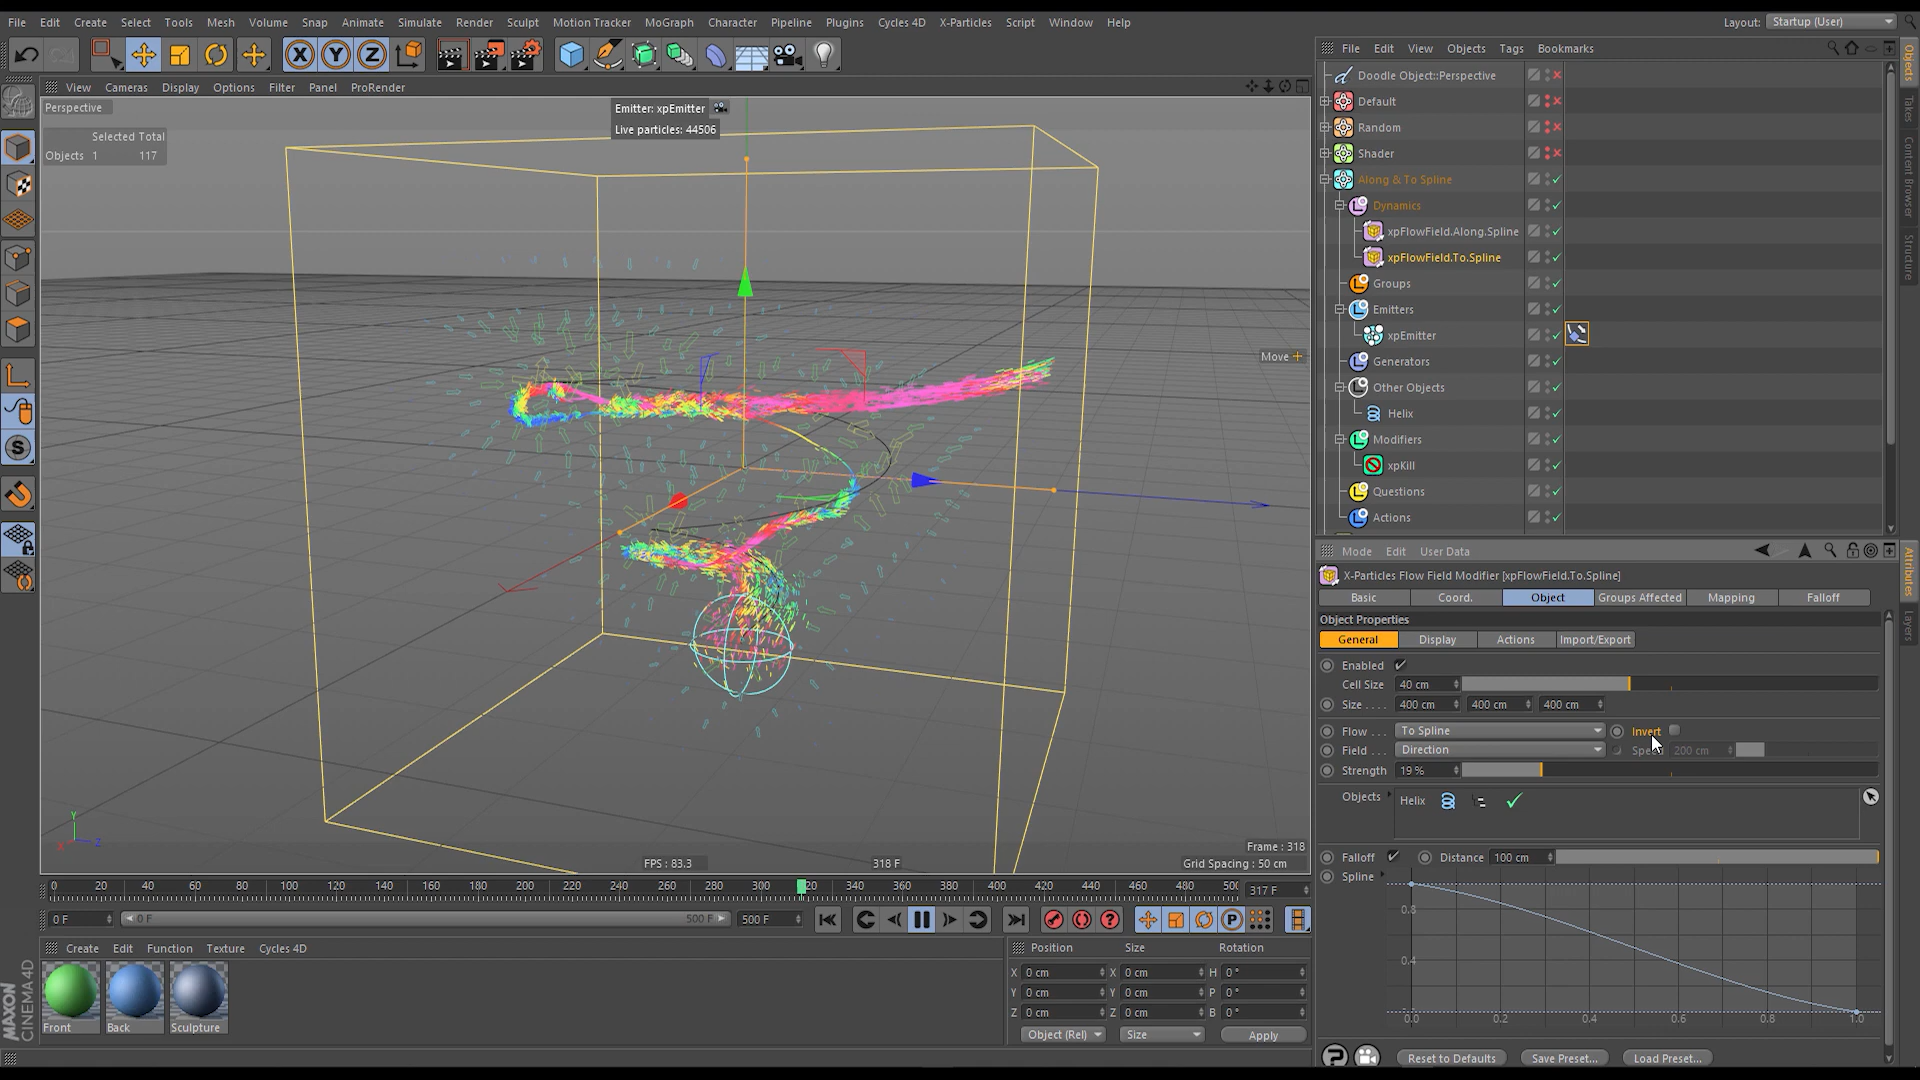 File Edit Create Select Tools Mesh Volume Snap Animate Simulate Render Sculpt Motion Tracker MoGraph Character Pipeline Plugins Cycles 4D X-Particles Script Window Help Layout: Startup (User)
File Edit View Objects Tags Bookmarks
View Cameras Display Options Filter Panel ProRender
Perspective
Emitter: xpEmitter
Live particles: 44506
Selected Total
Objects 1 117
Move
Doodle Object::Perspective
Default
Random
Shader
Along & To Spline
Dynamics
xpFlowField.Along.Spline
xpFlowField.To.Spline
Groups
Emitters
xpEmitter
Generators
Other Objects
Helix
Modifiers
xpKill
Questions
Actions
Objects
Takes
Content Browser
Structure
Mode Edit User Data
X-Particles Flow Field Modifier [xpFlowField.To.Spline]
Basic Coord. Object Groups Affected Mapping Falloff
Object Properties
General Display Actions Import/Export
Enabled
Cell Size 40 cm
Size . . . . 400 cm 400 cm 400 cm
Flow . . . To Spline Invert
Field . . . Direction 200 cm
Strength 19 %
Objects Helix
Falloff Distance 100 cm
Spline
0.8
0.4
0.0 0.2 0.4 0.6 0.8 1.0
Reset to Defaults Save Preset... Load Preset...
Attributes
Layers
Y
X Z
FPS : 83.3 318 F
Frame : 318
Grid Spacing : 50 cm
0 20 40 60 80 100 120 140 160 180 200 220 240 260 280 300 20 340 360 380 400 420 440 460 480 500 317 F
0 F 0 F 500 F 500 F
Create Edit Function Texture Cycles 4D
Front Back Sculpture
Position Size Rotation
X 0 cm X 0 cm H 0 °
Y 0 cm Y 0 cm P 0 °
Z 0 cm Z 0 cm B 0 °
Object (Rel) Size Apply
MAXON
CINEMA 4D